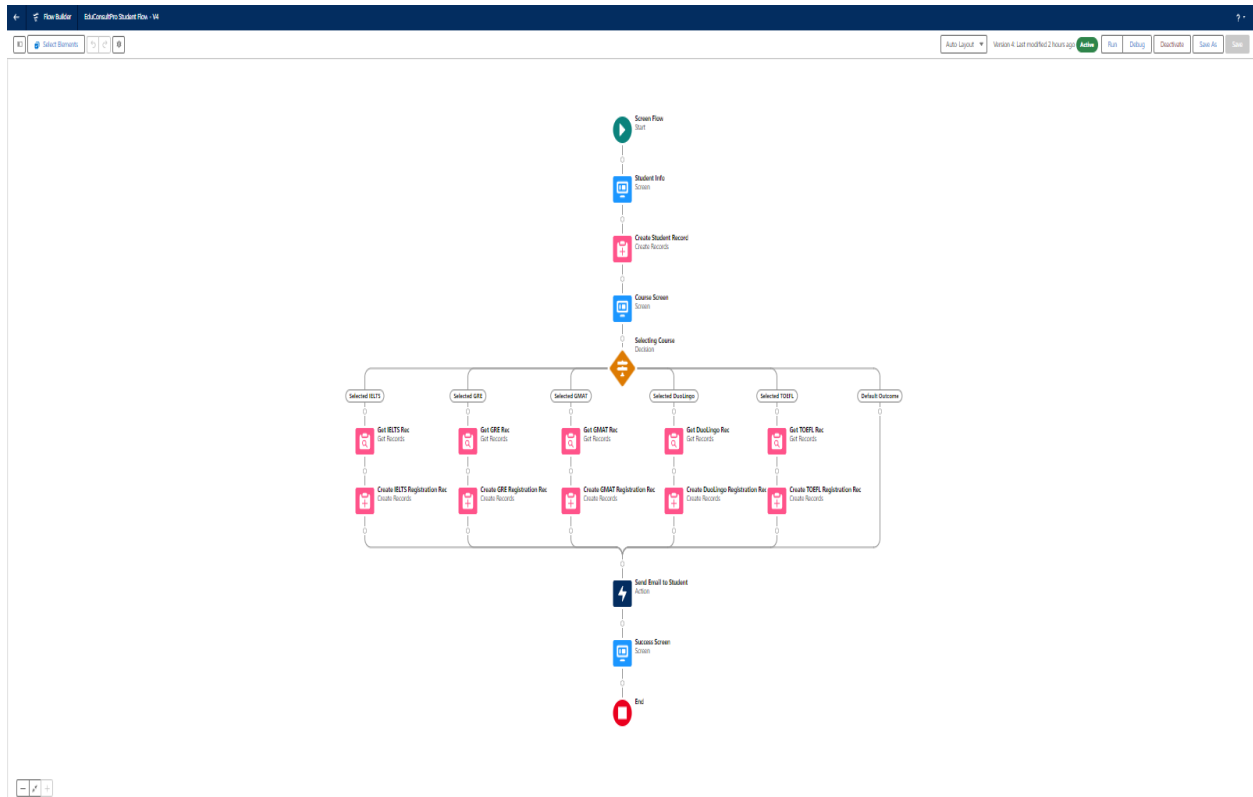 Flow Builder EduConsultPro Student Flow - V4 ?
Select Elements Auto Layout Version 4: Last modified 2 hours ago Active Run Debug Deactivate Save As Save
Screen Flow
Start
Student Info
Screen
Create Student Record
Create Records
Course Screen
Screen
Selecting Course
Decision
Selected IELTS Selected GRE Selected GMAT Selected DuoLingo Selected TOEFL Default Outcome
Get IELTS Rec Get GRE Rec Get GMAT Rec Get DuoLingo Rec Get TOEFL Rec
Get Records Get Records Get Records Get Records Get Records
Create IELTS Registration Rec Create GRE Registration Rec Create GMAT Registration Rec Create DuoLingo Registration Rec Create TOEFL Registration Rec
Create Records Create Records Create Records Create Records Create Records
Send Email to Student
Action
Success Screen
Screen
End